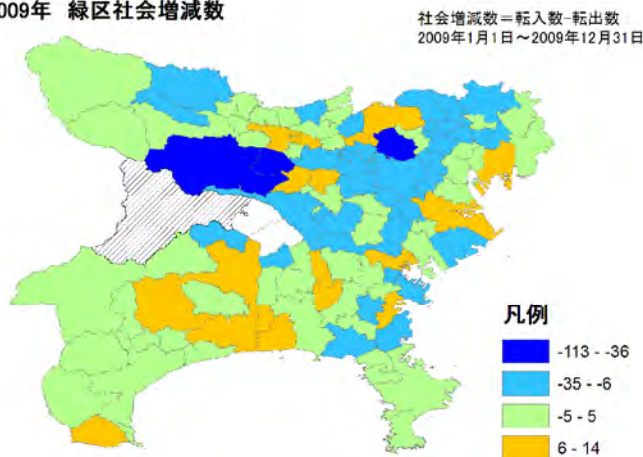 009年 緑区社会増減数
社会増減数=転入数-転出数
2009年1月1日~2009年12月31日
凡例
-113 - -36
-35 - -6
-5 - 5
6 - 14